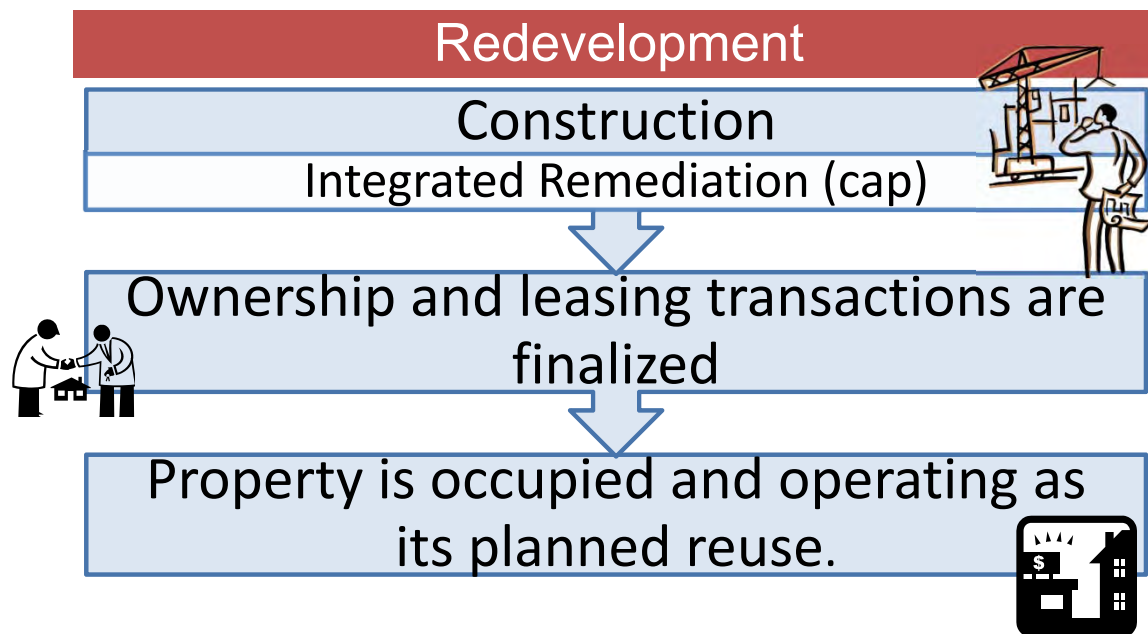 Redevelopment
Construction
Integrated Remediation (cap)
Ownership and leasing transactions are
finalized
Property is occupied and operating as
its planned reuse.
$